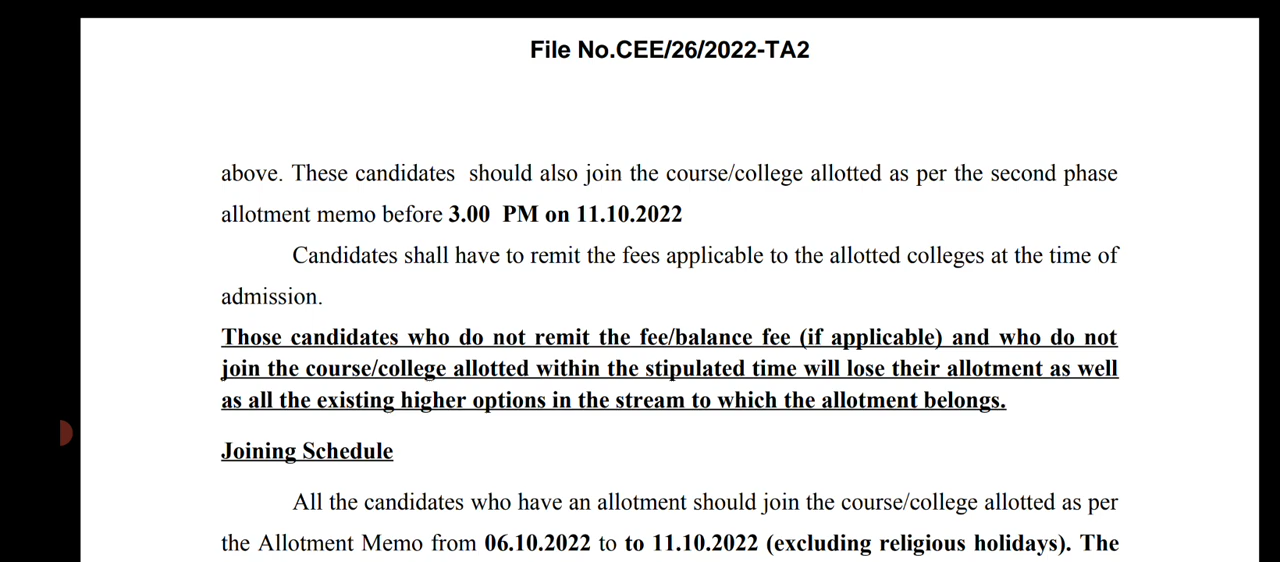 File No.CEE/26/2022-TA2
above. These candidates should also join the course/college allotted as per the second phase
allotment memo before 3.00 PM on 11.10.2022
Candidates shall have to remit the fees applicable to the allotted colleges at the time of
admission.
Those candidates who do not remit the fee/balance fee (if applicable) and who do not
join the course/college allotted within the stipulated time will lose their allotment as well
as all the existing higher options in the stream to which the allotment belongs.
Joining Schedule
All the candidates who have an allotment should join the course/college allotted as per
the Allotment Memo from 06.10.2022 to to 11.10.2022 (excluding religious holidays). The